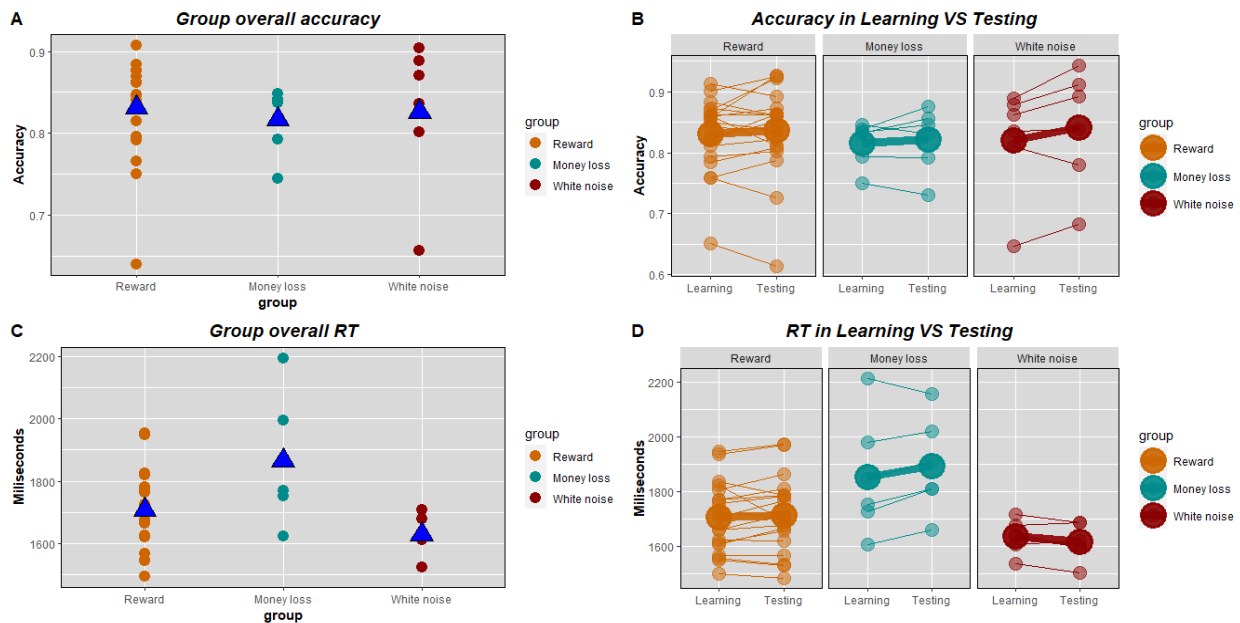 A
Group overall accuracy
Accuracy
0.9
0.8
0.7
Reward
Money loss
White noise
group
group
Reward
Money loss
White noise
B
Accuracy in Learning VS Testing
Reward
Money loss
White noise
Accuracy
0.9
0.8
0.7
0.6
Learning Testing
Learning Testing
Learning Testing
group
Reward
Money loss
White noise
C
Group overall RT
Miliseconds
2200
2000
1800
1600
Reward
Money loss
White noise
group
group
Reward
Money loss
White noise
D
RT in Learning VS Testing
Reward
Money loss
White noise
Miliseconds
2200
2000
1800
1600
Learning Testing
Learning Testing
Learning Testing
group
Reward
Money loss
White noise